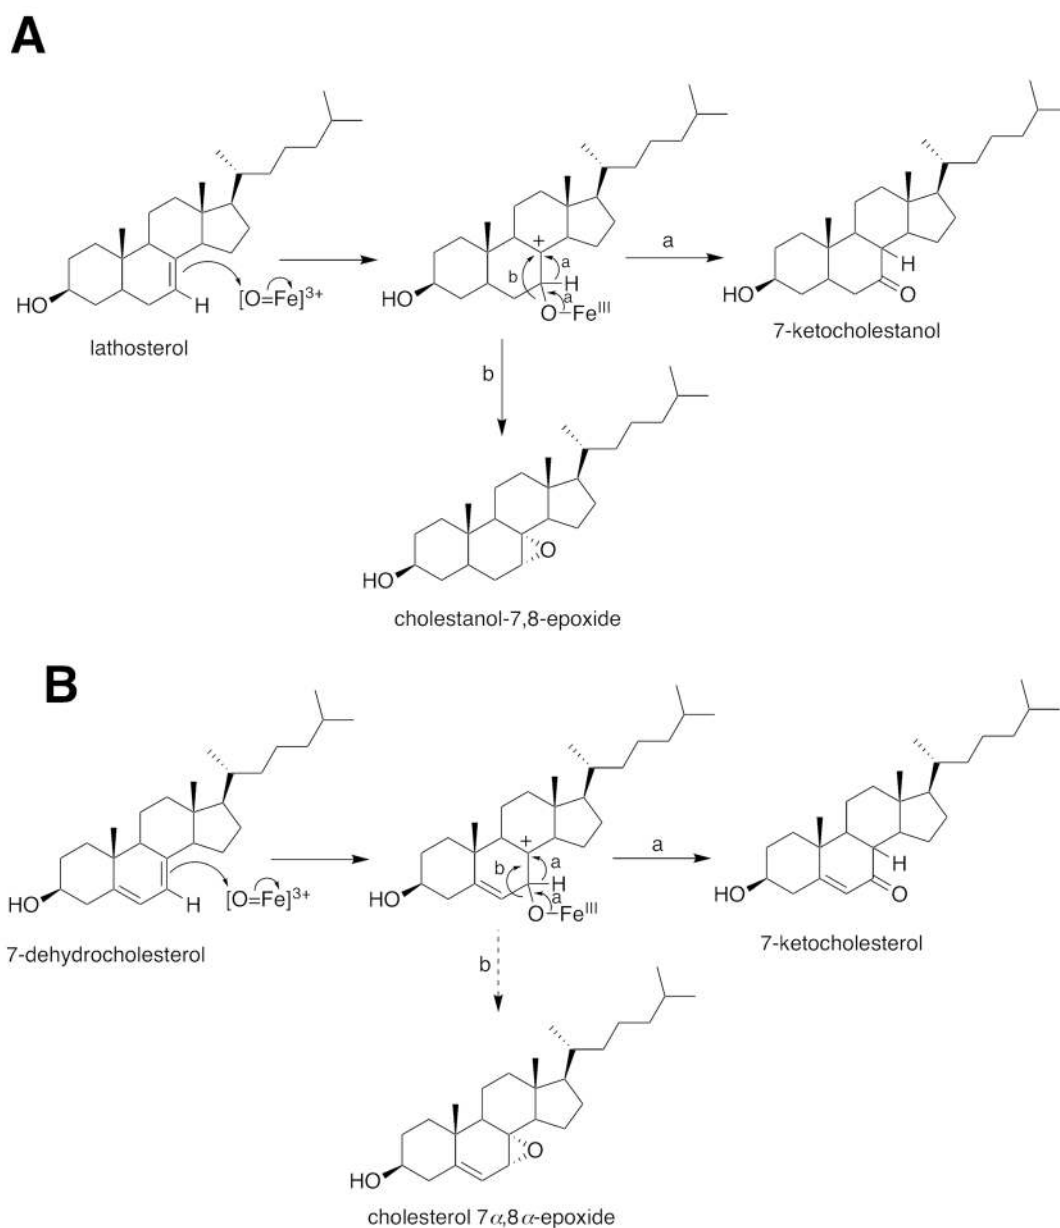 A
HO
H
[O=Fe]³⁺
lathosterol
+
b
a
H
a
O–Feᴵᴵᴵ
HO
a
H
O
HO
7-ketocholestanol
b
O
HO
cholestanol-7,8-epoxide
B
HO
H
[O=Fe]³⁺
7-dehydrocholesterol
+
b
a
H
a
O–Feᴵᴵᴵ
HO
a
H
O
HO
7-ketocholesterol
b
O
HO
cholesterol 7α,8α-epoxide